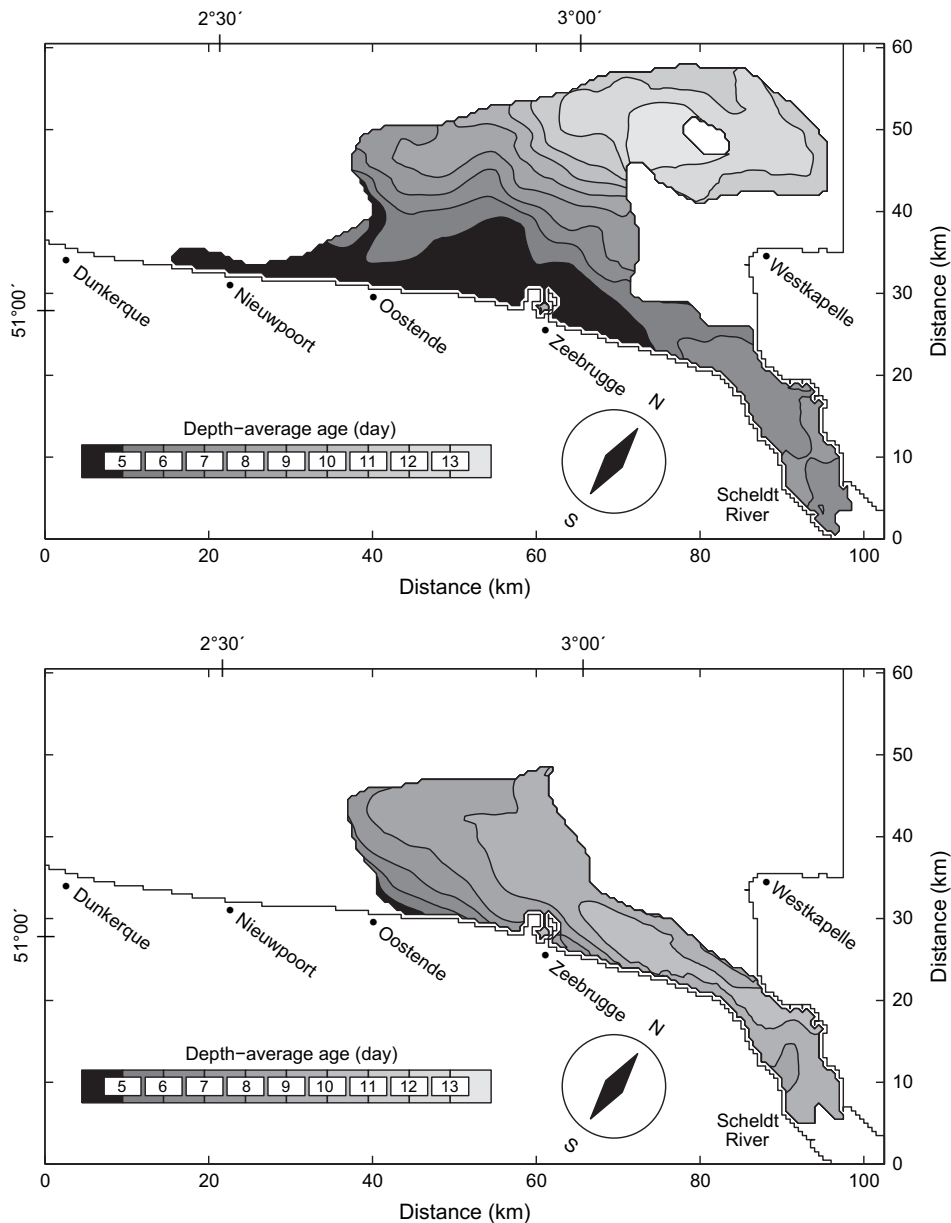 2°30´ 3°00´
60
50
40
30
20
10
0
Distance (km)
51°00´
Dunkerque
Nieuwpoort
Oostende
Zeebrugge
Westkapelle
Scheldt
River
N
S
Depth−average age (day)
5 6 7 8 9 10 11 12 13
0 20 40 60 80 100
Distance (km)
2°30´ 3°00´
60
50
40
30
20
10
0
Distance (km)
51°00´
Dunkerque
Nieuwpoort
Oostende
Zeebrugge
Westkapelle
Scheldt
River
N
S
Depth−average age (day)
5 6 7 8 9 10 11 12 13
0 20 40 60 80 100
Distance (km)